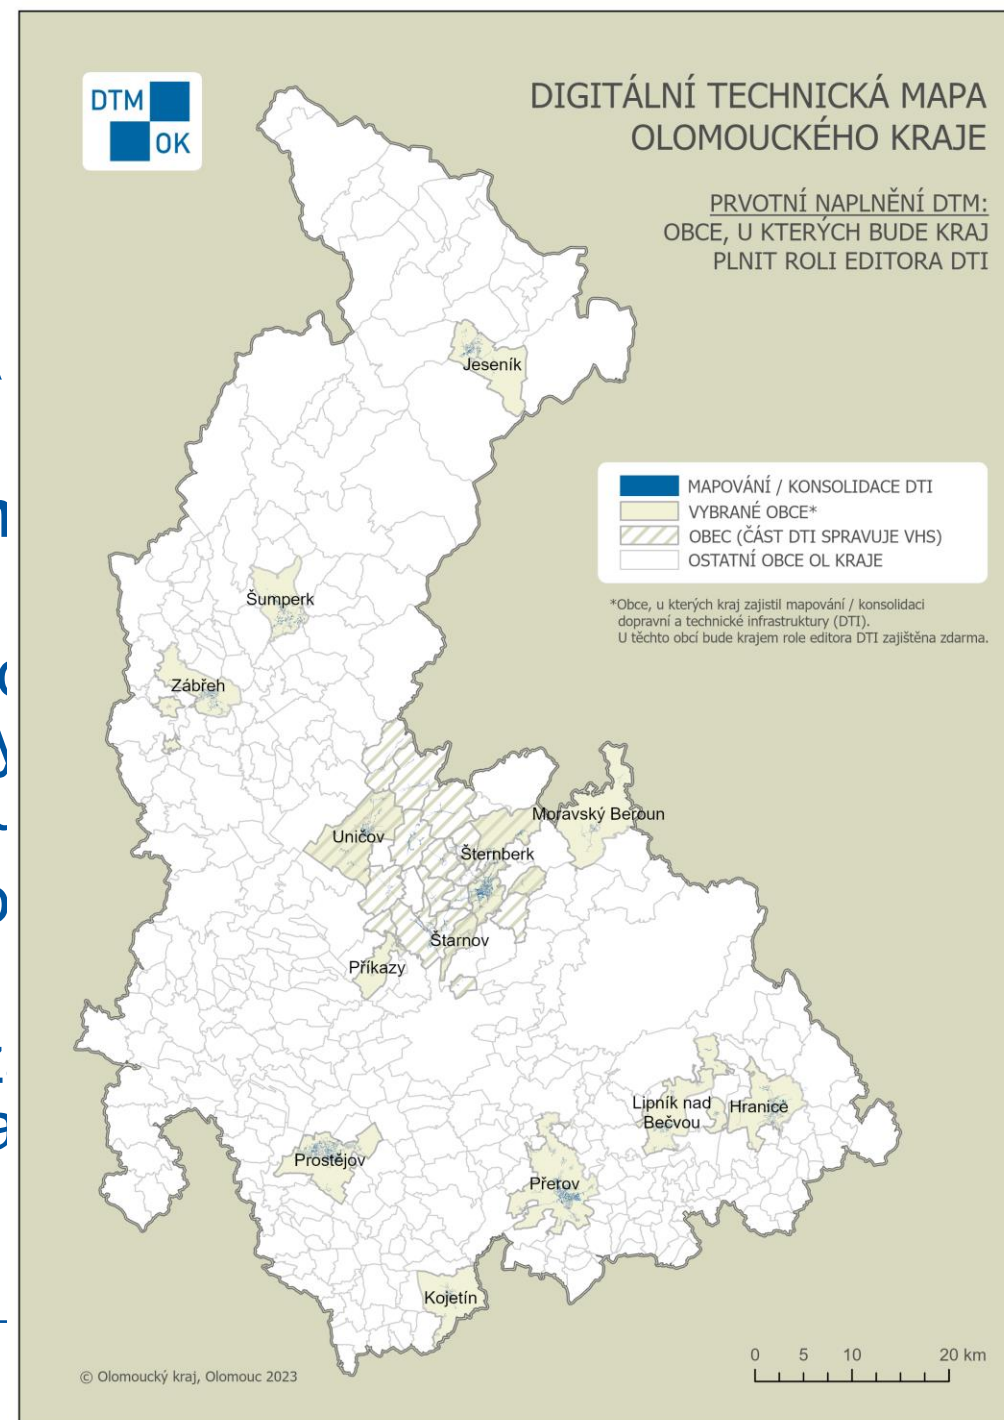 DTM
OK
DIGITÁLNÍ TECHNICKÁ MAPA
OLOMOUCKÉHO KRAJE
PRVOTNÍ NAPLNĚNÍ DTM:
OBCE, U KTERÝCH BUDE KRAJ
PLNIT ROLI EDITORA DTI
Jeseník
MAPOVÁNÍ / KONSOLIDACE DTI
VYBRANÉ OBCE*
OBEC (ČÁST DTI SPRAVUJE VHS)
OSTATNÍ OBCE OL KRAJE
*Obce, u kterých kraj zajistil mapování / konsolidaci
dopravní a technické infrastruktury (DTI).
U těchto obcí bude krajem role editora DTI zajištěna zdarma.
Šumperk
Zábřeh
Moravský Beroun
Uničov
Šternberk
Štarnov
Příkazy
Lipník nad
Bečvou
Hranice
Prostějov
Přerov
Kojetín
0 5 10 20 km
© Olomoucký kraj, Olomouc 2023